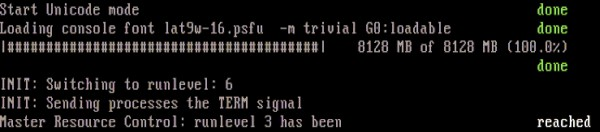 Start Unicode mode done
Loading console font lat9w-16.psfu -m trivial G0:loadable done
|#######################################| 8128 MB of 8128 MB (100.0%)
done
INIT: Switching to runlevel: 6
INIT: Sending processes the TERM signal
Master Resource Control: runlevel 3 has been reached